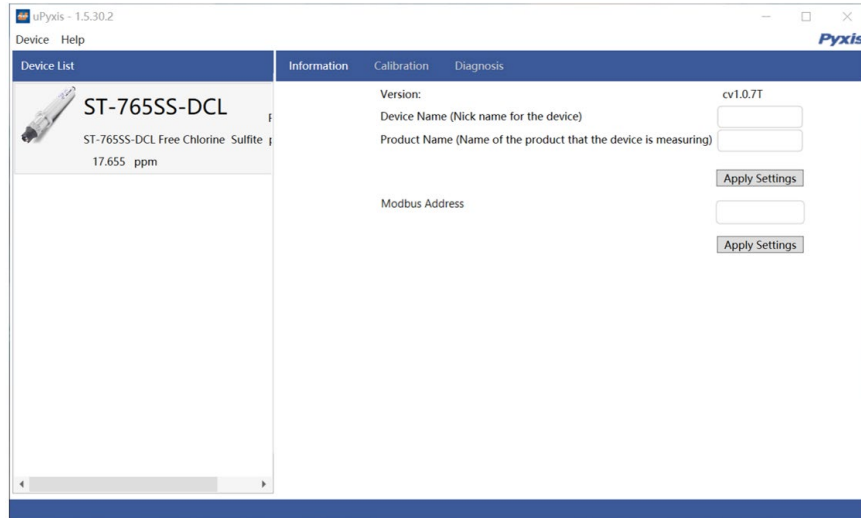 uPyxis - 1.5.30.2
Device Help
Pyxis
Device List
Information Calibration Diagnosis
ST-765SS-DCL
ST-765SS-DCL Free Chlorine Sulfite
17.655 ppm
Version: cv1.0.7T
Device Name (Nick name for the device)
Product Name (Name of the product that the device is measuring)
Apply Settings
Modbus Address
Apply Settings